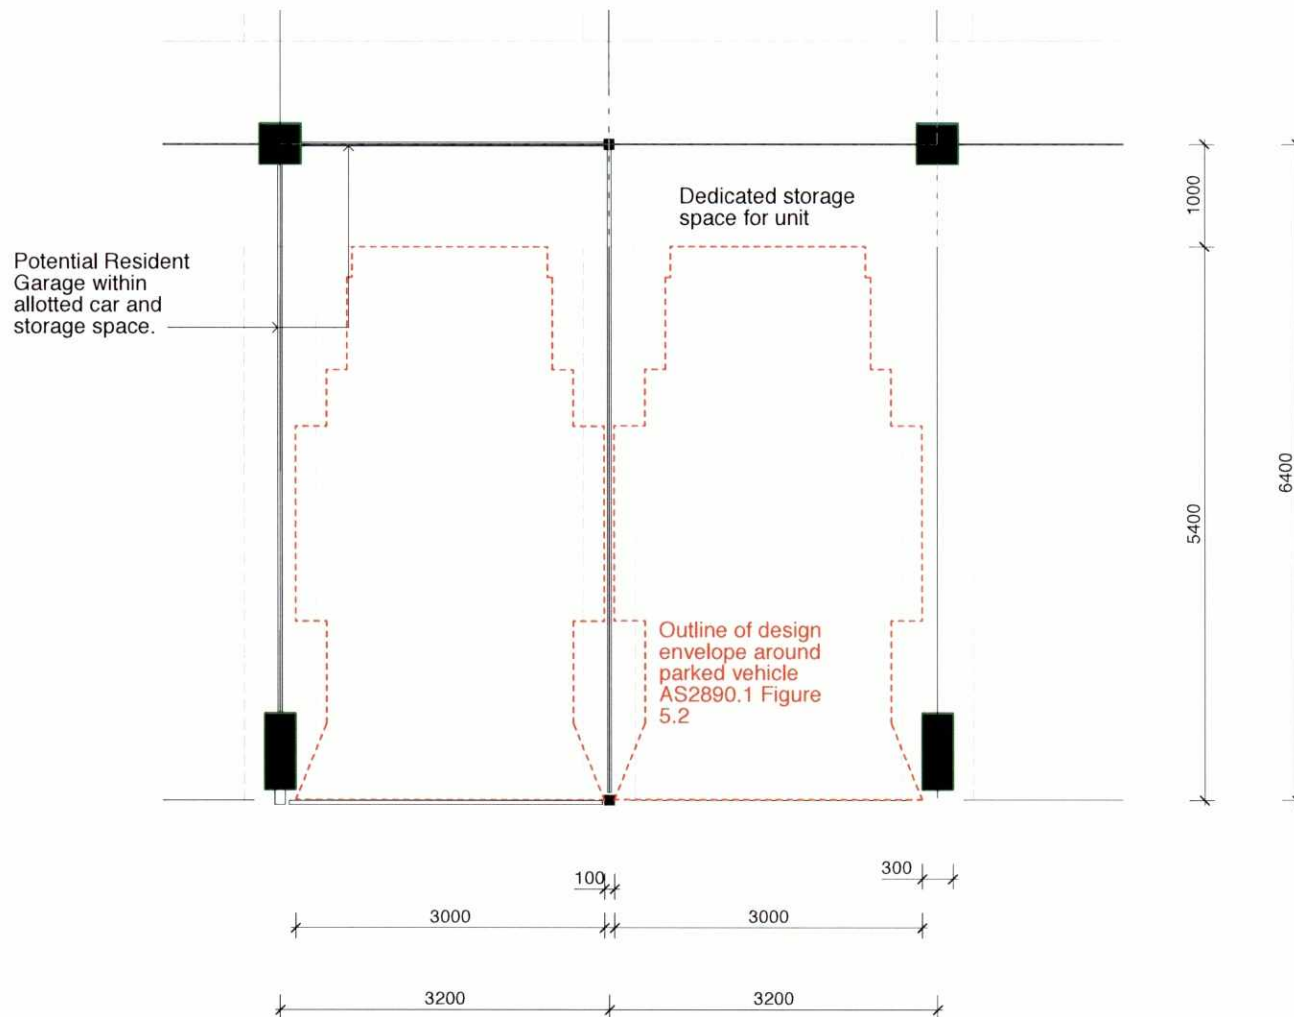 Dedicated storage
space for unit
Potential Resident
Garage within
allotted car and
storage space.
Outline of design
envelope around
parked vehicle
AS2890.1 Figure
5.2
1000
5400
6400
100
300
3000
3000
3200
3200